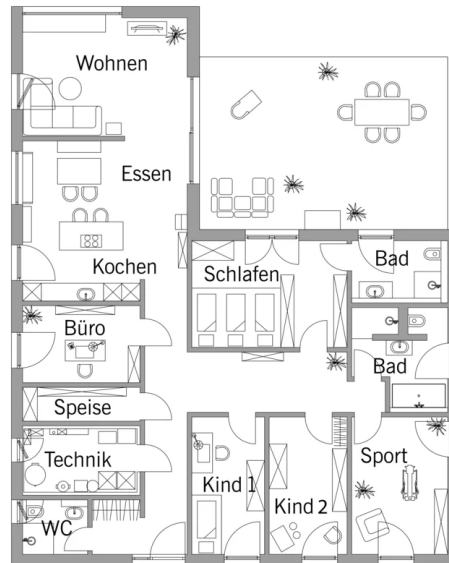 Wohnen
Essen
Kochen
Schlafen
Bad
Büro
Bad
Speise
Technik
Sport
Kind 1
Kind 2
WC